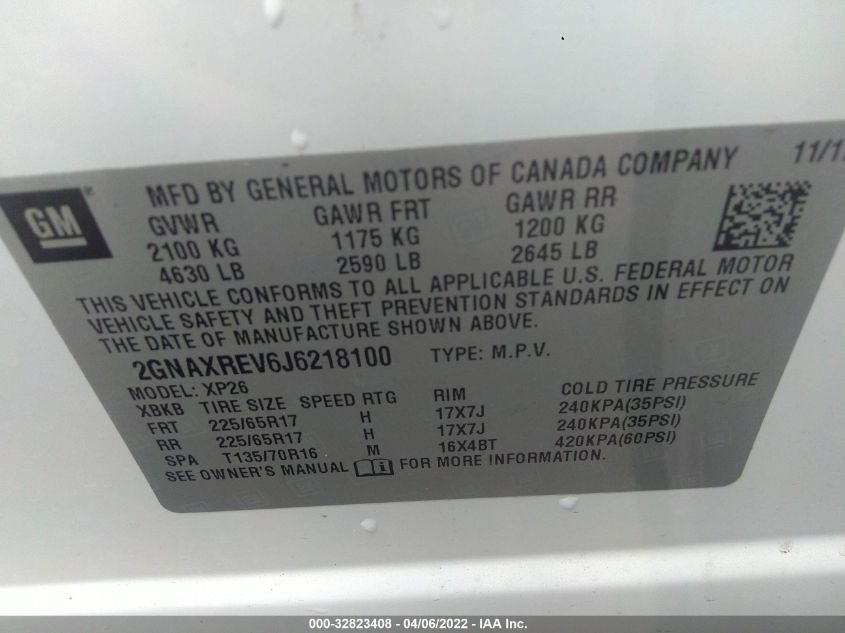 GM
®
MFD BY GENERAL MOTORS OF CANADA COMPANY
GVWR GAWR FRT GAWR RR
2100 KG 1175 KG 1200 KG
4630 LB 2590 LB 2645 LB
THIS VEHICLE CONFORMS TO ALL APPLICABLE U.S. FEDERAL MOTOR
VEHICLE SAFETY AND THEFT PREVENTION STANDARDS IN EFFECT ON
THE DATE OF MANUFACTURE SHOWN ABOVE.
2GNAXREV6J6218100 TYPE: M.P.V.
MODEL: XP26
XBKB TIRE SIZE SPEED RTG RIM COLD TIRE PRESSURE
FRT 225/65R17 H 17X7J 240KPA(35PSI)
RR 225/65R17 H 17X7J 240KPA(35PSI)
SPA T135/70R16 M 16X4BT 420KPA(60PSI)
SEE OWNER'S MANUAL FOR MORE INFORMATION.
000-32823408 - 04/06/2022 - IAA Inc.